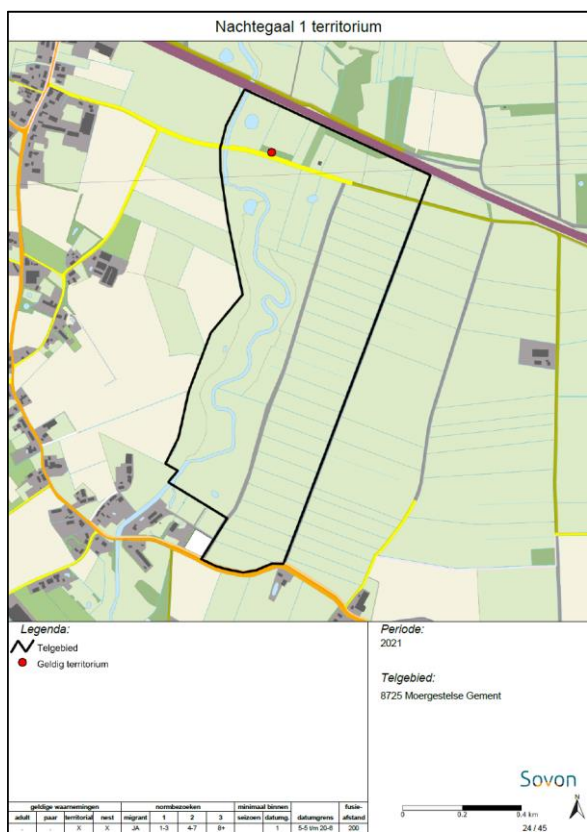 Nachtegaal 1 territorium
Legenda:
Telgebied
Geldig territorium
Periode:
2021
Telgebied:
8725 Moergestelse Gement
Sovon
N
0 0.2 0.4 km
24 / 45
geldige waarnemingen normbezoeken minimaal binnen fusie-
adult paar territorial nest migrant 1 2 3 seizoen datumg. datumgrens afstand
. . X X JA 1-3 4-7 8+ 1 5-5 t/m 20-6 200